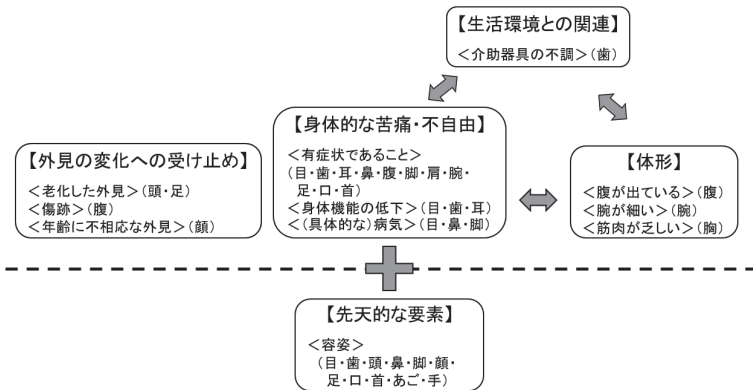 【生活環境との関連】
＜介助器具の不調＞(歯)
【身体的な苦痛・不自由】
＜有症状であること＞
(目・歯・耳・鼻・腹・脚・肩・腕・
足・口・首)
＜身体機能の低下＞(目・歯・耳)
＜(具体的な)病気＞(目・鼻・脚)
【外見の変化への受け止め】
＜老化した外見＞(頭・足)
＜傷跡＞(腹)
＜年齢に不相応な外見＞(顔)
【体形】
＜腹が出ている＞(腹)
＜腕が細い＞(腕)
＜筋肉が乏しい＞(胸)
【先天的な要素】
＜容姿＞
(目・歯・頭・鼻・脚・顔・
足・口・首・あご・手)